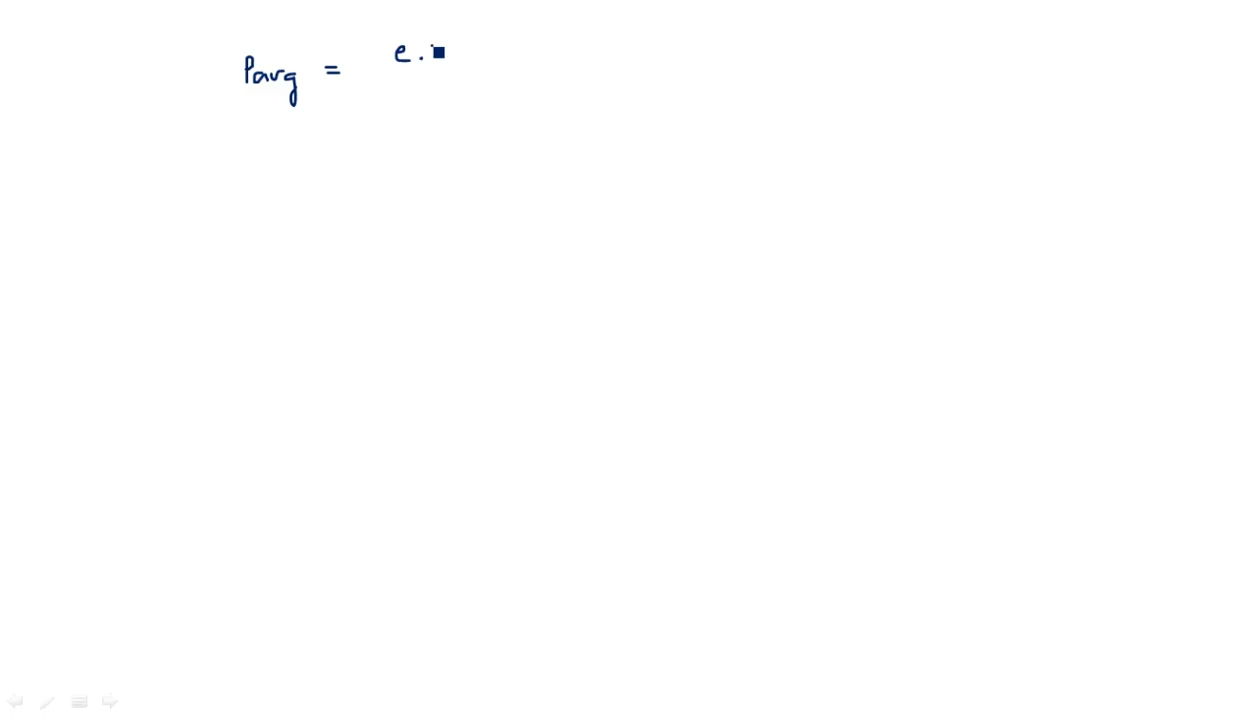 Pavg = e.